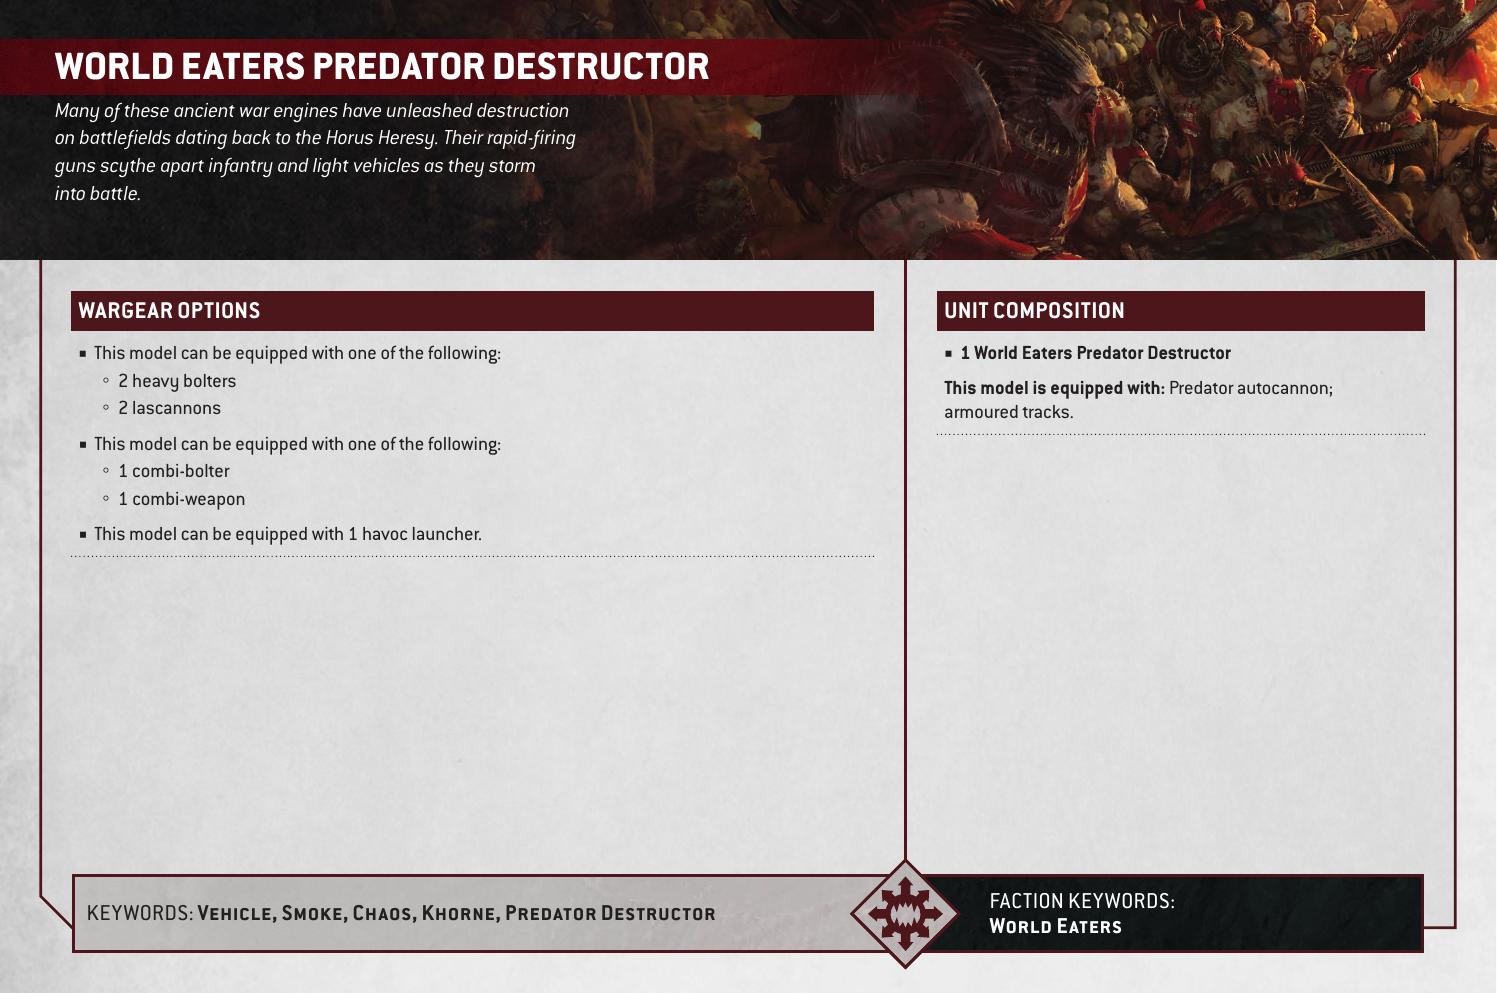 WORLD EATERS PREDATOR DESTRUCTOR
Many of these ancient war engines have unleashed destruction
on battlefields dating back to the Horus Heresy. Their rapid-firing
guns scythe apart infantry and light vehicles as they storm
into battle.
WARGEAR OPTIONS
▪ This model can be equipped with one of the following:
◦ 2 heavy bolters
◦ 2 lascannons
▪ This model can be equipped with one of the following:
◦ 1 combi-bolter
◦ 1 combi-weapon
▪ This model can be equipped with 1 havoc launcher.
UNIT COMPOSITION
▪ 1 World Eaters Predator Destructor
This model is equipped with: Predator autocannon;
armoured tracks.
KEYWORDS: Vehicle, Smoke, Chaos, Khorne, Predator Destructor
FACTION KEYWORDS:
World Eaters